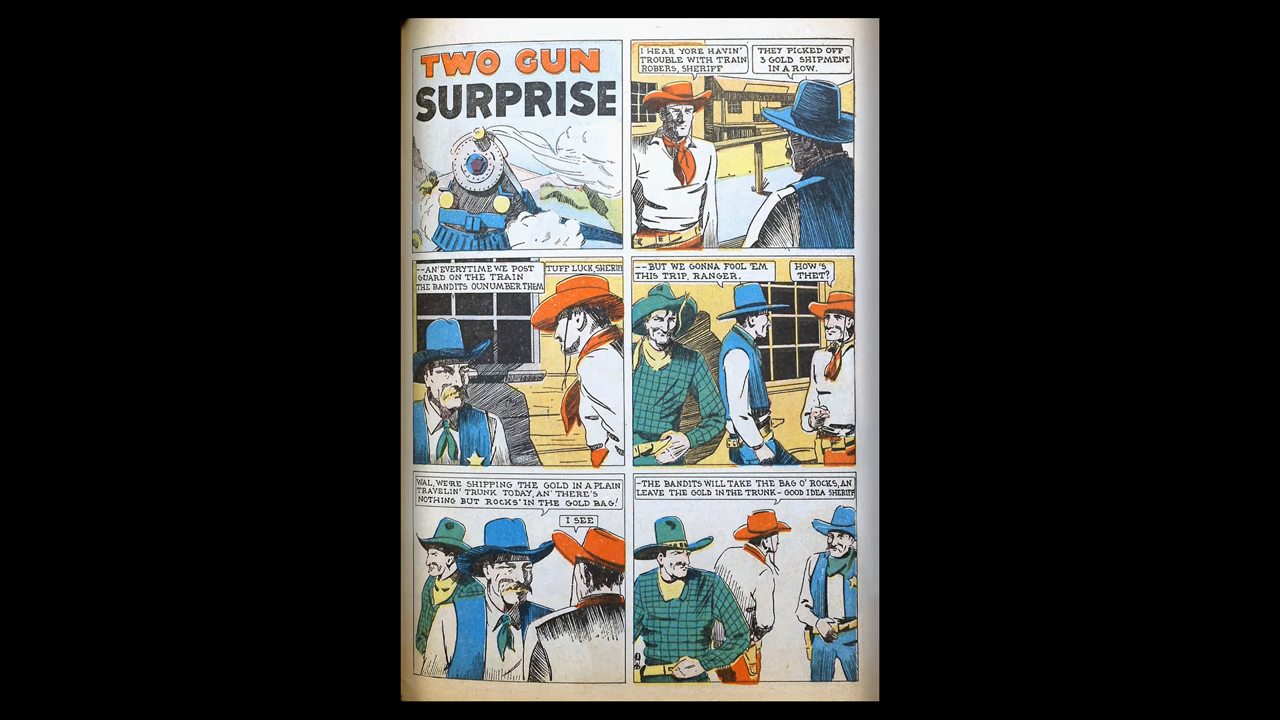 TWO GUN
SURPRISE
I HEAR YORE HAVIN'
TROUBLE WITH TRAIN
ROBERS, SHERIFF
THEY PICKED OFF
3 GOLD SHIPMENT
IN A ROW.
--AN' EVERYTIME WE POST
GUARD ON THE TRAIN
THE BANDITS OUNUMBER THEM
TUFF LUCK, SHERIFF
--BUT WE GONNA FOOL 'EM
THIS TRIP, RANGER.
HOW'S
THET?
WAL, WE'RE SHIPPING THE GOLD IN A PLAIN
TRAVELIN' TRUNK TODAY, AN' THERE'S
NOTHING BUT ROCKS' IN THE GOLD BAG!
I SEE
-THE BANDITS WILL TAKE THE BAG O' ROCKS, AN
LEAVE THE GOLD IN THE TRUNK - GOOD IDEA SHERIFF